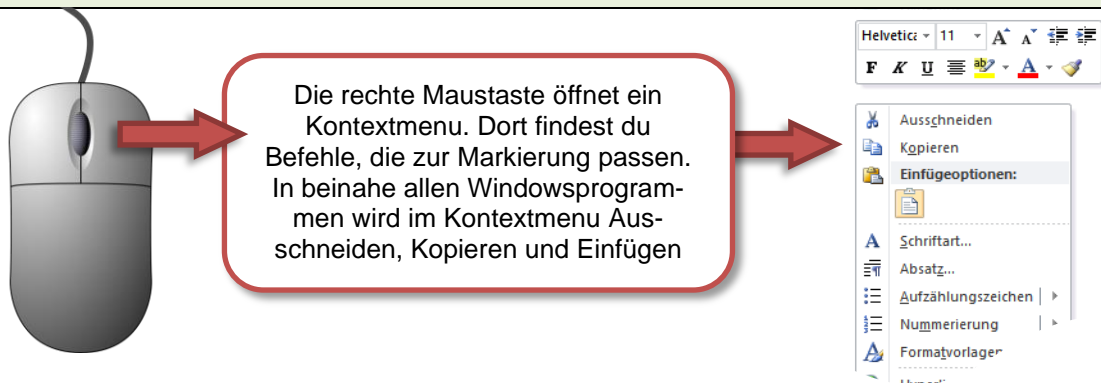 Die rechte Maustaste öffnet ein
Kontextmenu. Dort findest du
Befehle, die zur Markierung passen.
In beinahe allen Windowsprogram-
men wird im Kontextmenu Aus-
schneiden, Kopieren und Einfügen
Helvetica 11 A A
F K U ab A
Ausschneiden
Kopieren
Einfügeoptionen:
A Schriftart...
Absatz...
Aufzählungszeichen
Nummerierung
Formatvorlagen